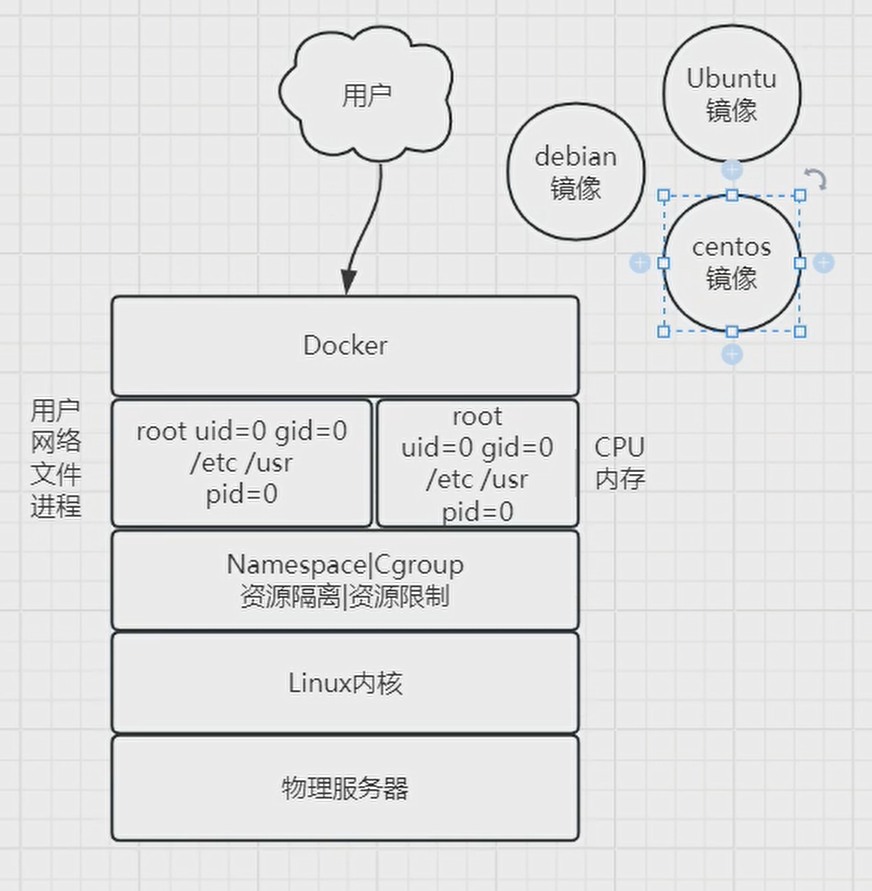 用户
Ubuntu
镜像
debian
镜像
centos
镜像
Docker
用户
网络
文件
进程
root uid=0 gid=0
/etc /usr
pid=0
root
uid=0 gid=0
/etc /usr
pid=0
CPU
内存
Namespace|Cgroup
资源隔离|资源限制
Linux内核
物理服务器